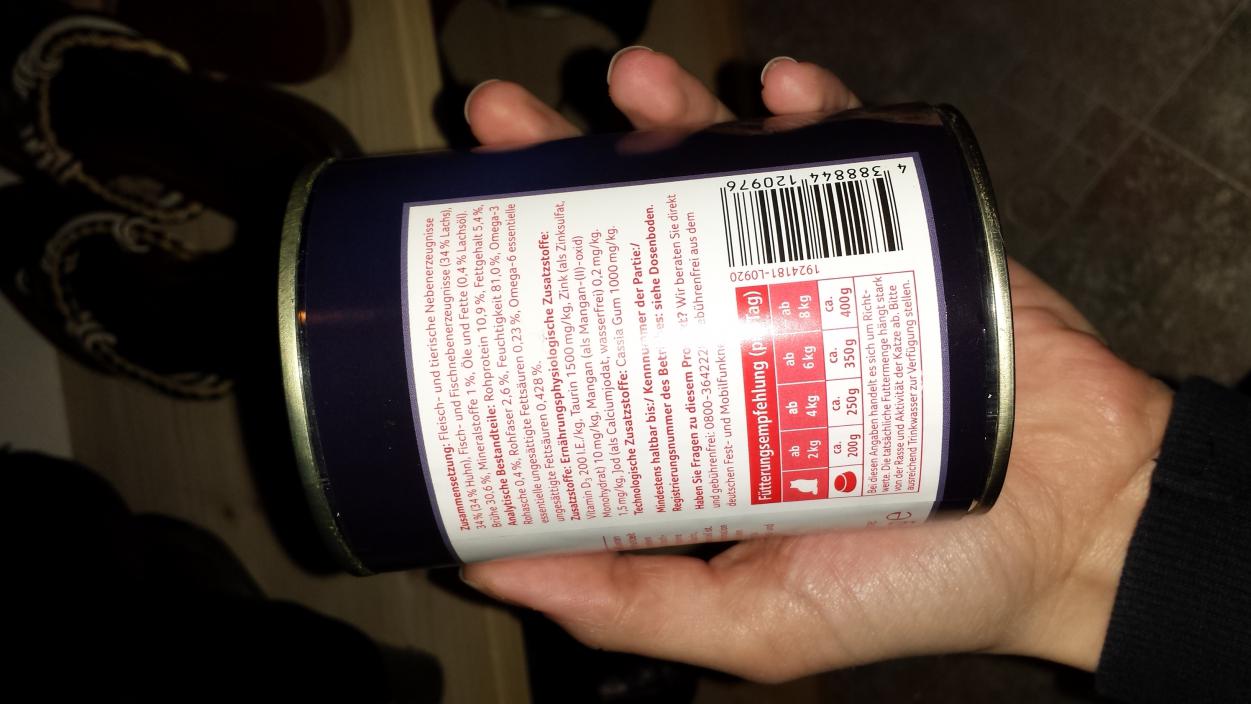 Zusammensetzung: Fleisch- und tierische Nebenerzeugnisse
34 % (34 % Huhn), Fisch- und Fischnebenerzeugnisse (34 % Lachs),
Brühe 30,6 %, Mineralstoffe 1 %, Öle und Fette (0,4 % Lachsöl).
Analytische Bestandteile: Rohprotein 10,9 %, Fettgehalt 5,4 %,
Rohasche 0,4 %, Rohfaser 2,6 %, Feuchtigkeit 81,0 %, Omega-3
essentielle ungesättigte Fettsäuren 0,23 %, Omega-6 essentielle
ungesättigte Fettsäuren 0,428 %.
Zusatzstoffe: Ernährungsphysiologische Zusatzstoffe:
Vitamin D₃ 200 I.E./kg, Taurin 1500 mg/kg, Zink (als Zinksulfat,
Monohydrat) 10 mg/kg, Mangan (als Mangan-(II)-oxid)
1,5 mg/kg, Jod (als Calciumjodat, wasserfrei) 0,2 mg/kg.
Technologische Zusatzstoffe: Cassia Gum 1000 mg/kg.
Mindestens haltbar bis:/ Kennnummer der Partie:/
Registrierungsnummer des Betriebes: siehe Dosenboden.
Haben Sie Fragen zu diesem Wir beraten Sie direkt
und gebührenfrei: 0800-364222 gebührenfrei aus dem
deutschen Fest- und Mobilfunk
Fütterungsempfehlung (pro Tag)
ab 2 kg ab 4 kg ab 6 kg ab 8 kg
ca. 200g ca. 250g ca. 350g ca. 400g
Bei diesen Angaben handelt es sich um Richt-
werte. Die tatsächliche Futtermenge hängt stark
von der Rasse und Aktivität der Katze ab. Bitte
ausreichend Trinkwasser zur Verfügung stellen.
1924181-L0920
4 388844 120976